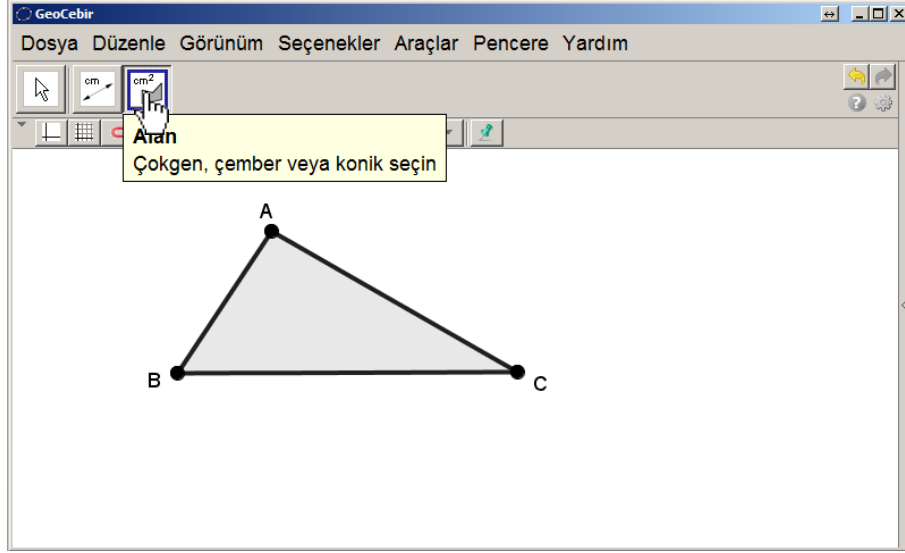 GeoCebir
Dosya Düzenle Görünüm Seçenekler Araçlar Pencere Yardım
cm
cm²
Alan
Çokgen, çember veya konik seçin
A
B
C